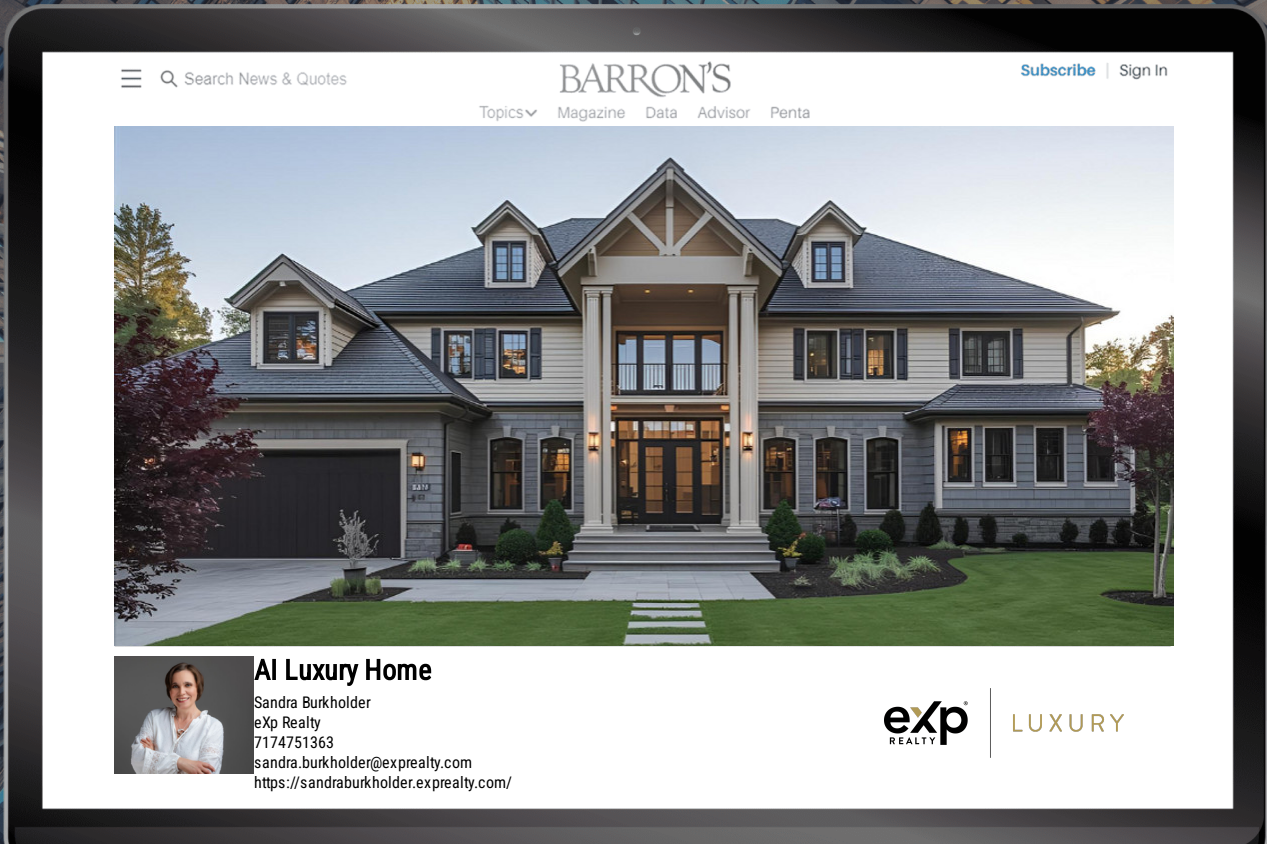 Search News & Quotes
BARRON'S
Subscribe | Sign In
Topics Magazine Data Advisor Penta
AI Luxury Home
Sandra Burkholder
eXp Realty
7174751363
sandra.burkholder@exprealty.com
https://sandraburkholder.exprealty.com/
eXp®
REALTY
LUXURY